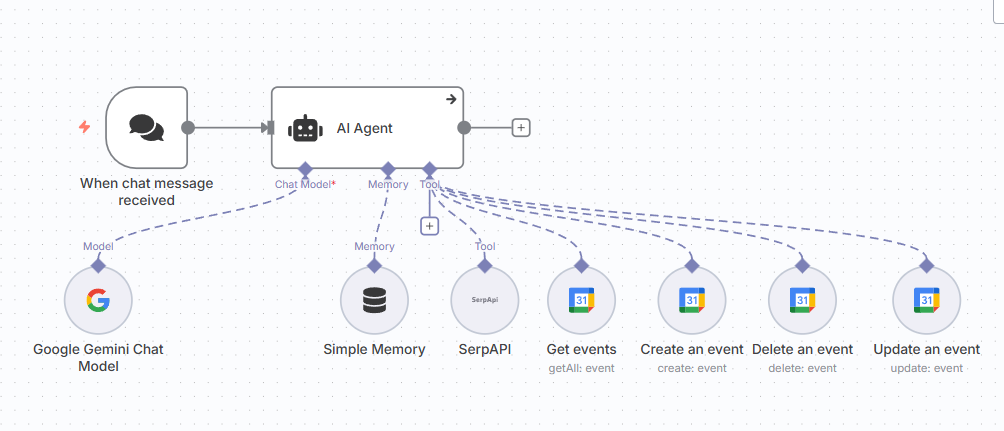 AI Agent
When chat message
received
Chat Model*
Memory
Tool
Model
Memory
Tool
SerpApi
31
31
31
31
Google Gemini Chat
Model
Simple Memory
SerpAPI
Get events
getAll: event
Create an event
create: event
Delete an event
delete: event
Update an event
update: event